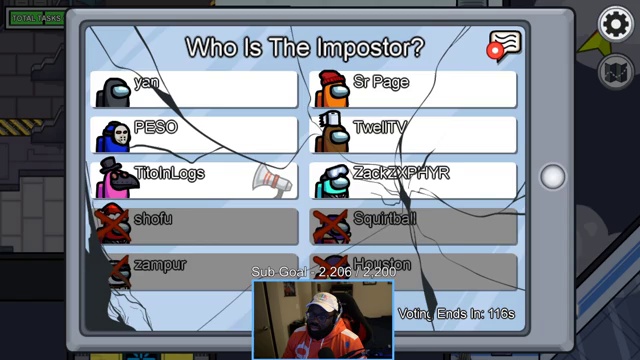 TOTAL TASKS
Who Is The Impostor?
yan
Sr Page
PESO
TwellTV
TitoInLogs
ZackZXPHYR
shofu
Squirtball
zampur
Houston
Sub-Goal - 2,206 / 2,200
Voting Ends In: 116s